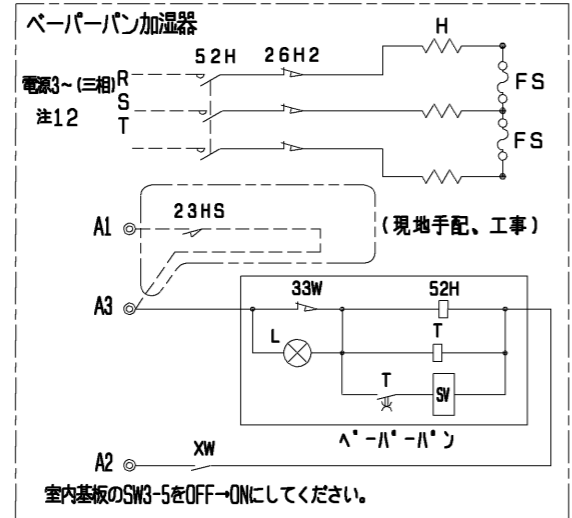 ペーパーパン加湿器
H
52H 26H2
電源3~(三相) R
S
注12
T
FS
FS
A1
23HS
(現地手配、工事)
A3
33W 52H
L
T
T
SV
ペーパーパン
A2
XW
室内基板のSW3-5をOFF→ONにしてください。